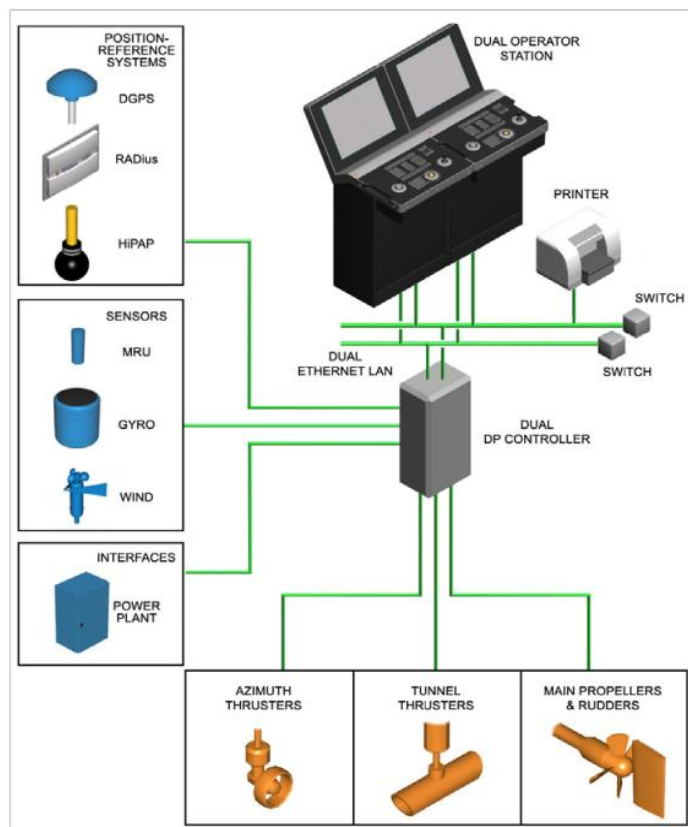 POSITION-
REFERENCE
SYSTEMS
DGPS
RADius
HiPAP
DUAL OPERATOR
STATION
PRINTER
SWITCH
SWITCH
SENSORS
MRU
GYRO
WIND
DUAL
ETHERNET LAN
DUAL
DP CONTROLLER
INTERFACES
POWER
PLANT
AZIMUTH
THRUSTERS
TUNNEL
THRUSTERS
MAIN PROPELLERS
& RUDDERS